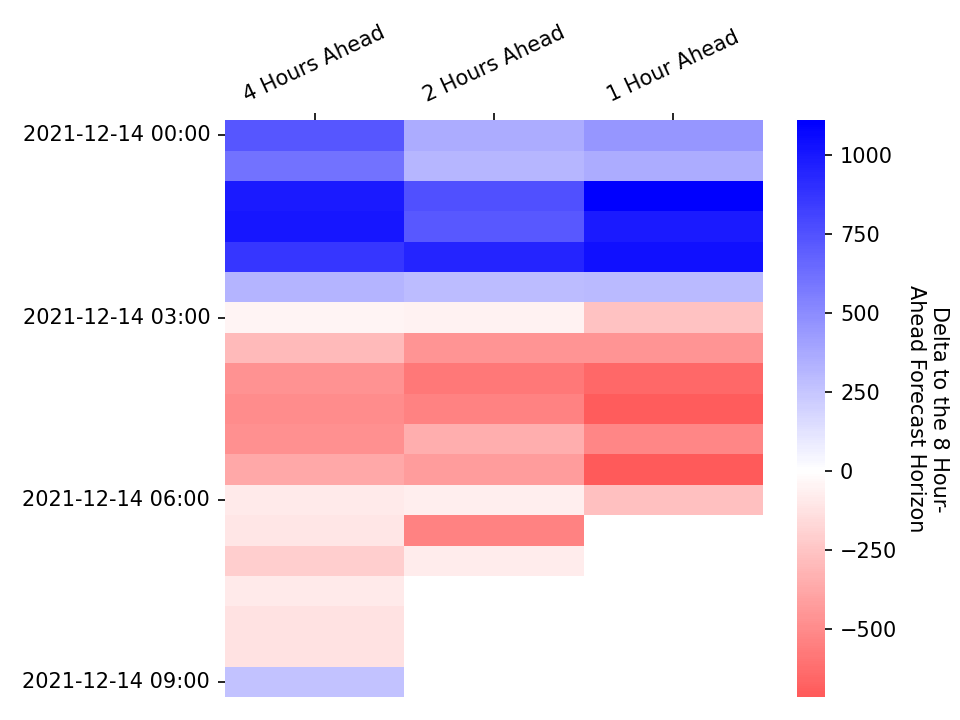 4 Hours Ahead
2 Hours Ahead
1 Hour Ahead
2021-12-14 00:00
2021-12-14 03:00
2021-12-14 06:00
2021-12-14 09:00
1000
750
500
250
0
−250
−500
Delta to the 8 Hour-
Ahead Forecast Horizon